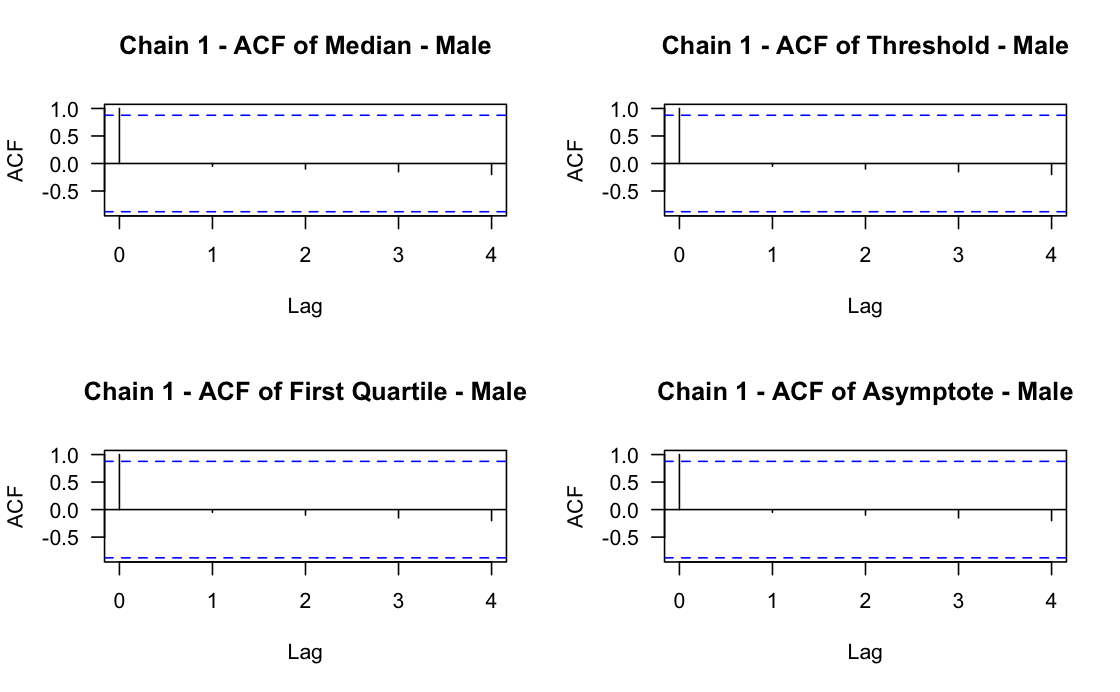 Chain 1 - ACF of Median - Male
1.0
0.5
0.0
-0.5
ACF
0 1 2 3 4
Lag
Chain 1 - ACF of Threshold - Male
1.0
0.5
0.0
-0.5
ACF
0 1 2 3 4
Lag
Chain 1 - ACF of First Quartile - Male
1.0
0.5
0.0
-0.5
ACF
0 1 2 3 4
Lag
Chain 1 - ACF of Asymptote - Male
1.0
0.5
0.0
-0.5
ACF
0 1 2 3 4
Lag